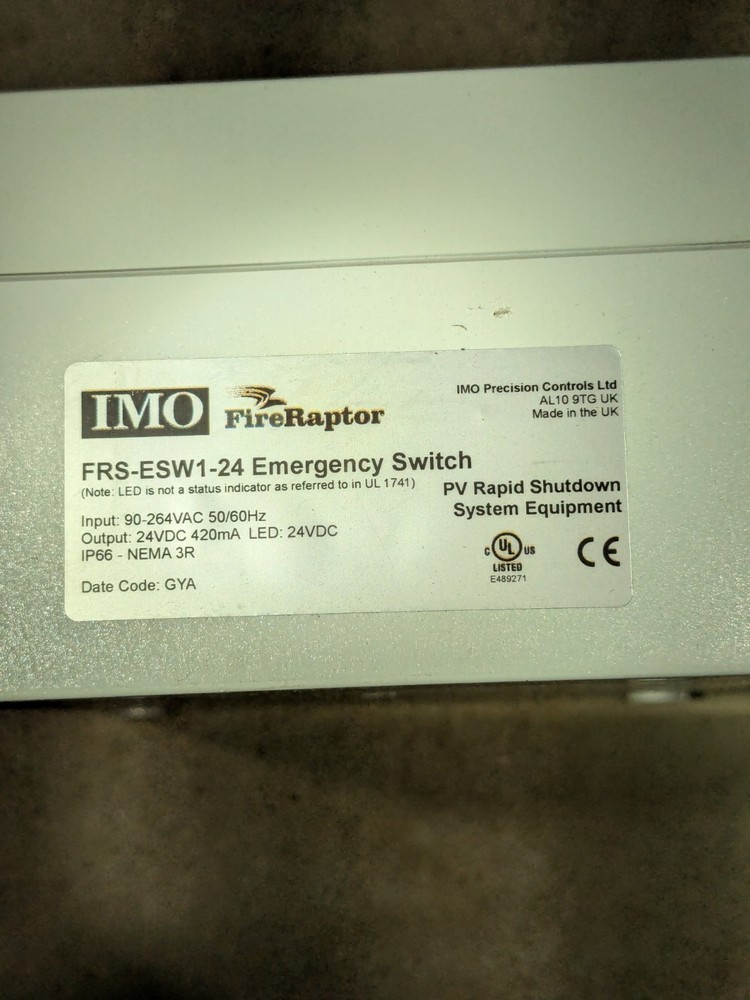 IMO FireRaptor
IMO Precision Controls Ltd
AL10 9TG UK
Made in the UK
FRS-ESW1-24 Emergency Switch
(Note: LED is not a status indicator as referred to in UL 1741)
PV Rapid Shutdown
System Equipment
Input: 90-264VAC 50/60Hz
Output: 24VDC 420mA LED: 24VDC
IP66 - NEMA 3R
Date Code: GYA
C UL US
LISTED
E489271
CE